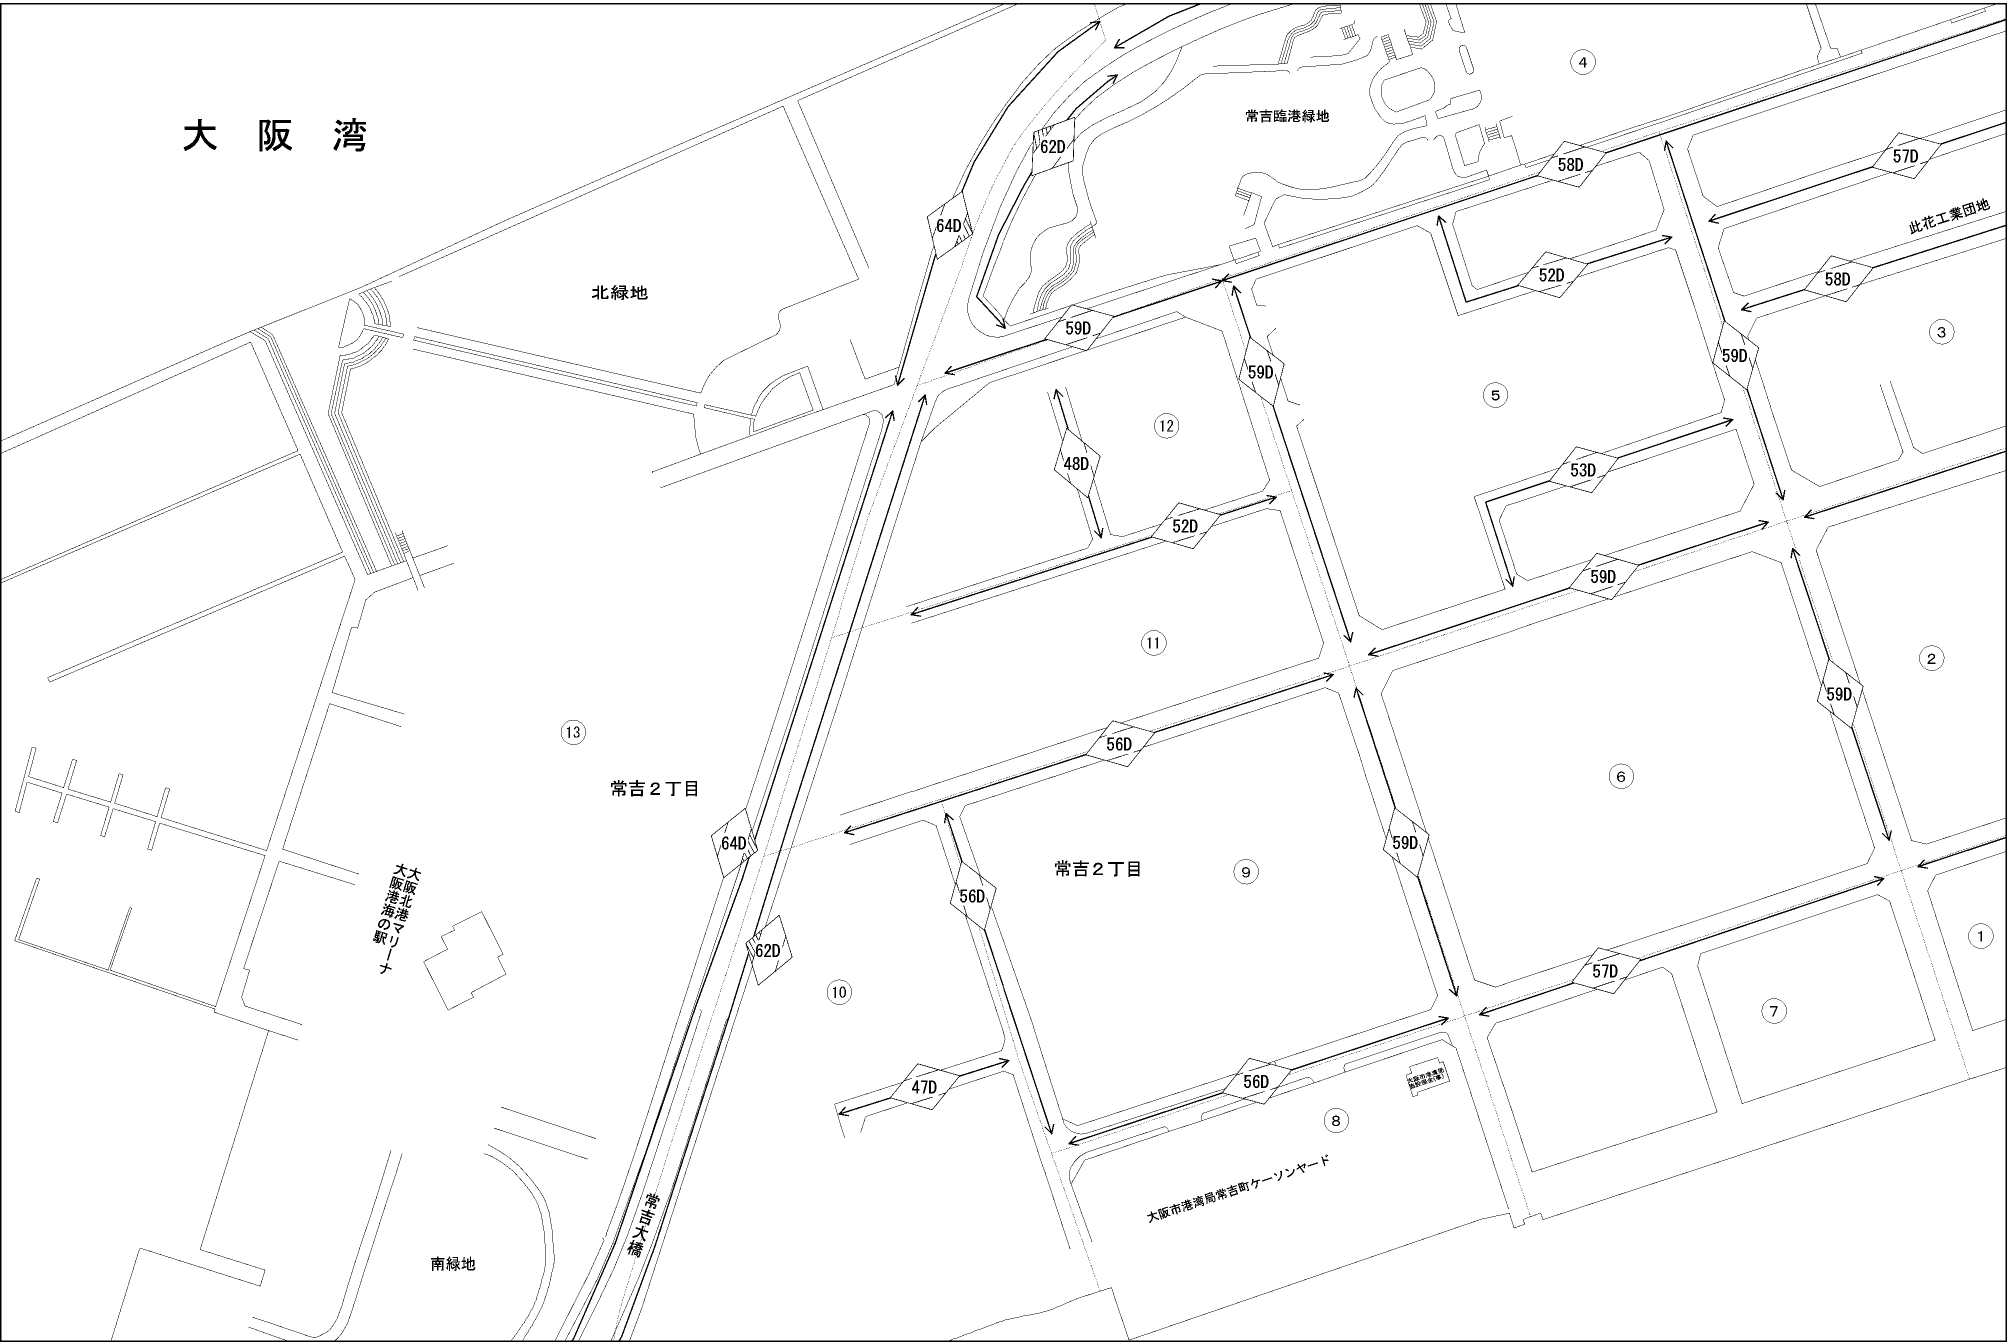 大阪湾
常吉臨港緑地
④
62D
58D
57D
此花工業団地
64D
52D
58D
北緑地
59D
59D
59D
③
⑤
⑫
48D
53D
52D
59D
⑪
②
59D
⑬
56D
⑥
常吉2丁目
64D
59D
常吉2丁目
⑨
56D
大阪北港マリーナ
大阪港海の駅
62D
①
57D
⑩
⑦
47D
56D
⑧
大阪市港湾局常吉町ケーソンヤード
常吉大橋
南緑地